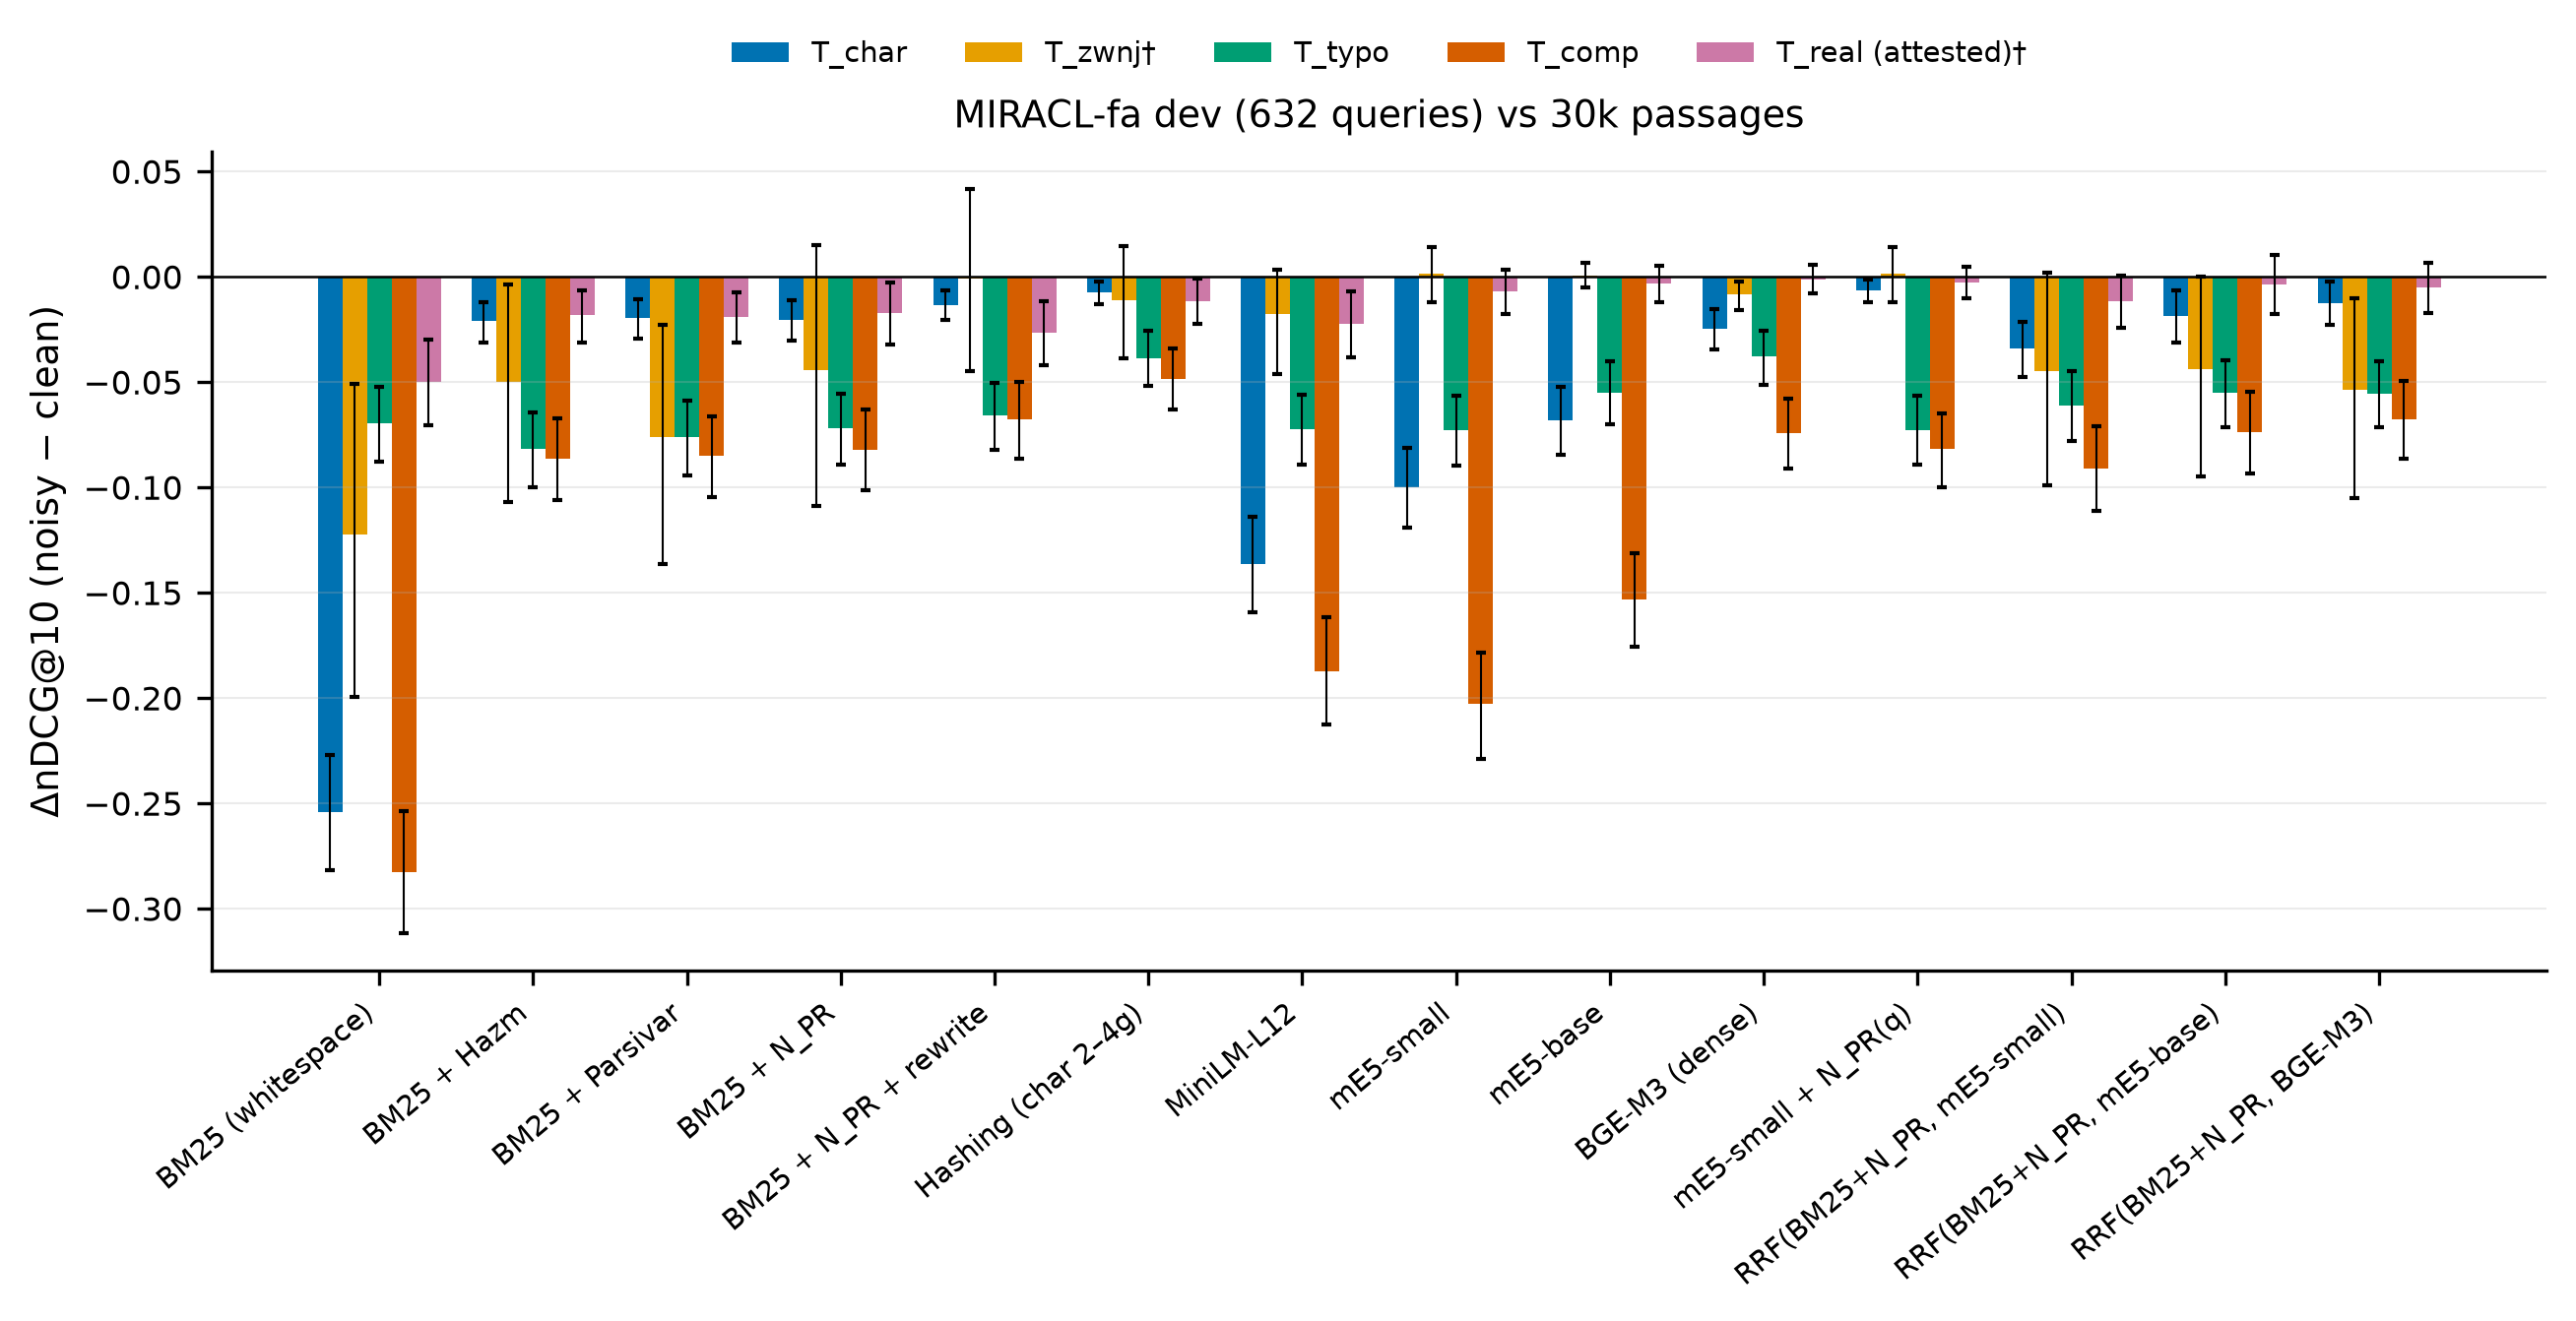 T_char T_zwnj† T_typo T_comp T_real (attested)†
MIRACL-fa dev (632 queries) vs 30k passages
ΔnDCG@10 (noisy − clean)
0.05
0.00
−0.05
−0.10
−0.15
−0.20
−0.25
−0.30
BM25 (whitespace)
BM25 + Hazm
BM25 + Parsivar
BM25 + N_PR
BM25 + N_PR + rewrite
Hashing (char 2–4g)
MiniLM-L12
mE5-small
mE5-base
BGE-M3 (dense)
mE5-small + N_PR(q)
RRF(BM25+N_PR, mE5-small)
RRF(BM25+N_PR, mE5-base)
RRF(BM25+N_PR, BGE-M3)